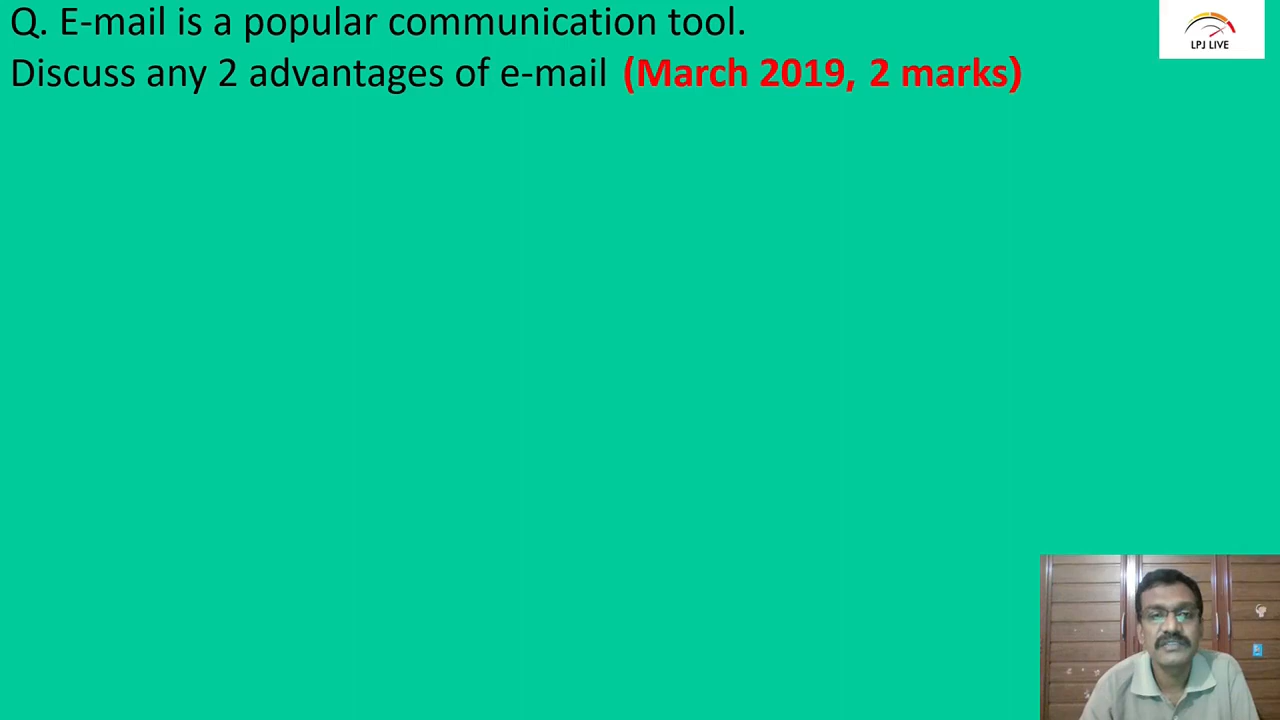 Q. E-mail is a popular communication tool.
Discuss any 2 advantages of e-mail (March 2019, 2 marks)
LPJ LIVE